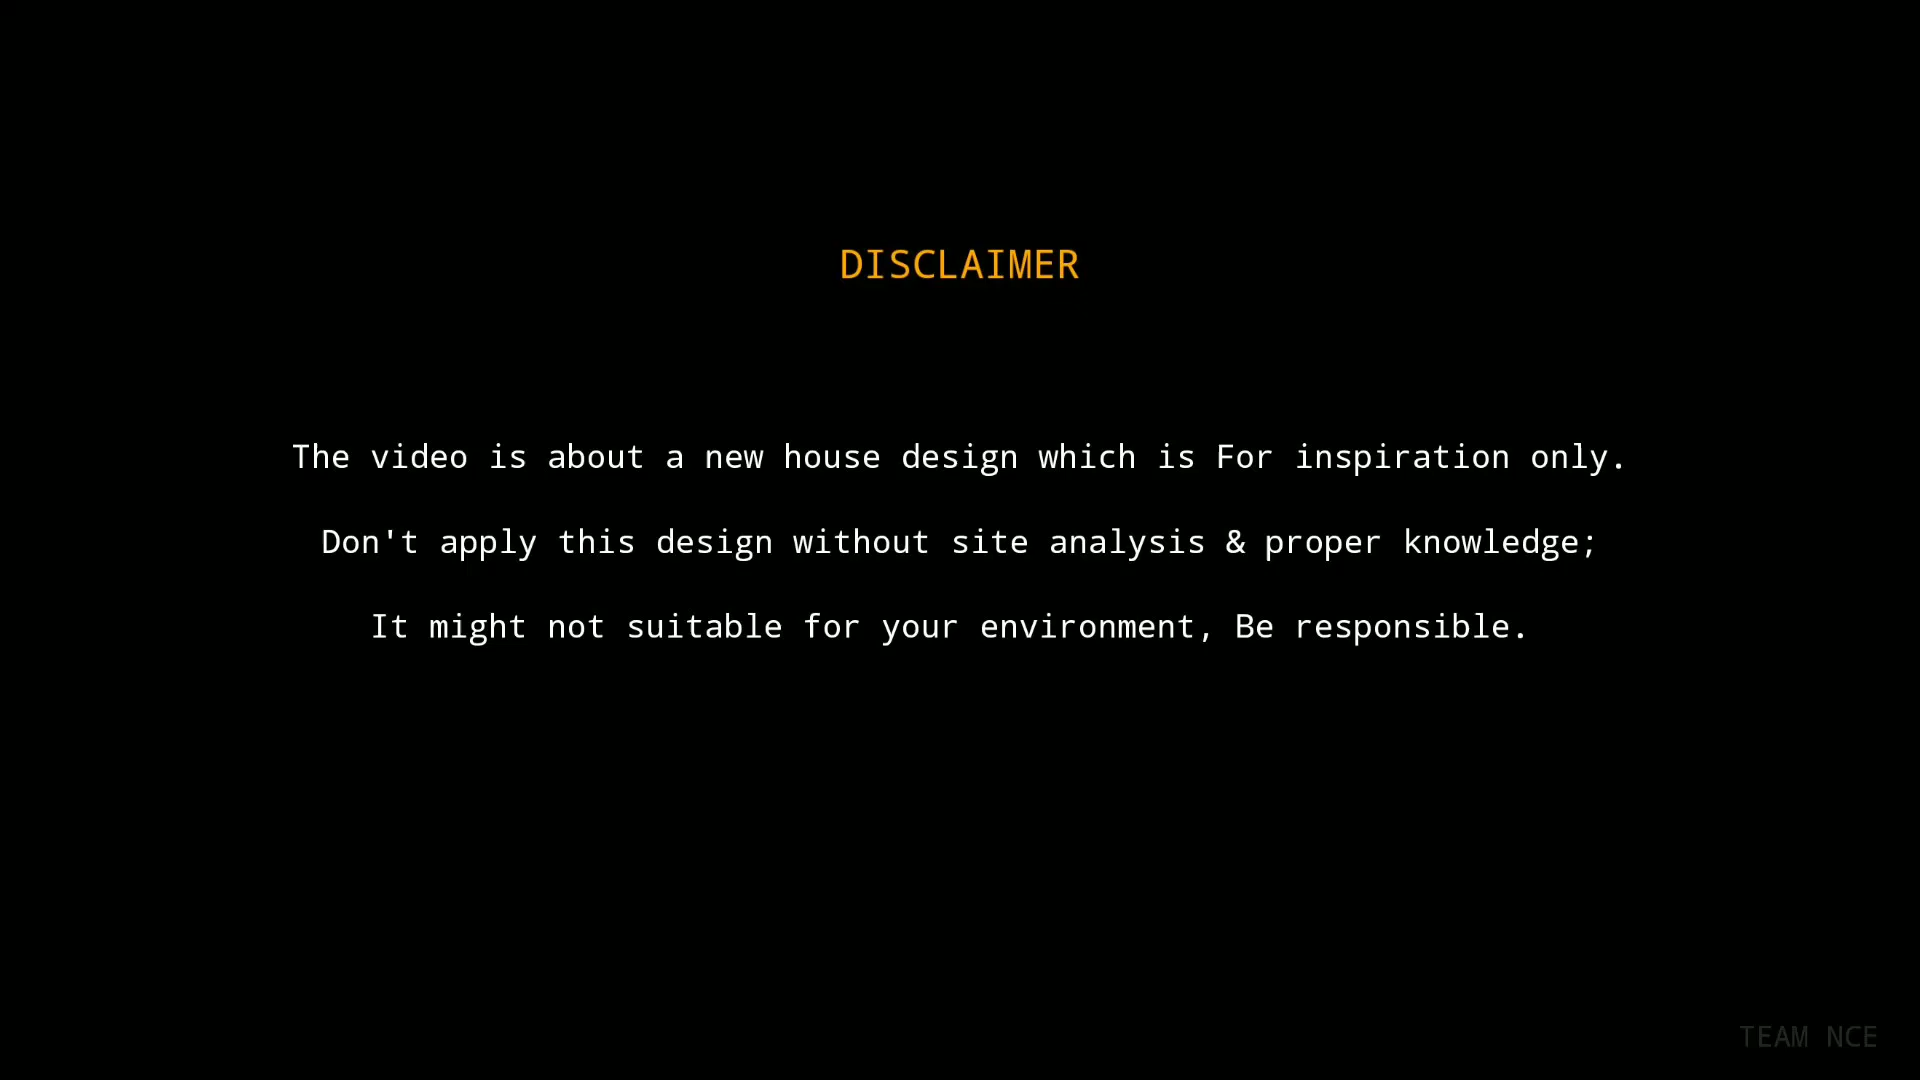 DISCLAIMER
The video is about a new house design which is For inspiration only.
Don't apply this design without site analysis & proper knowledge;
It might not suitable for your environment, Be responsible.
TEAM NCE